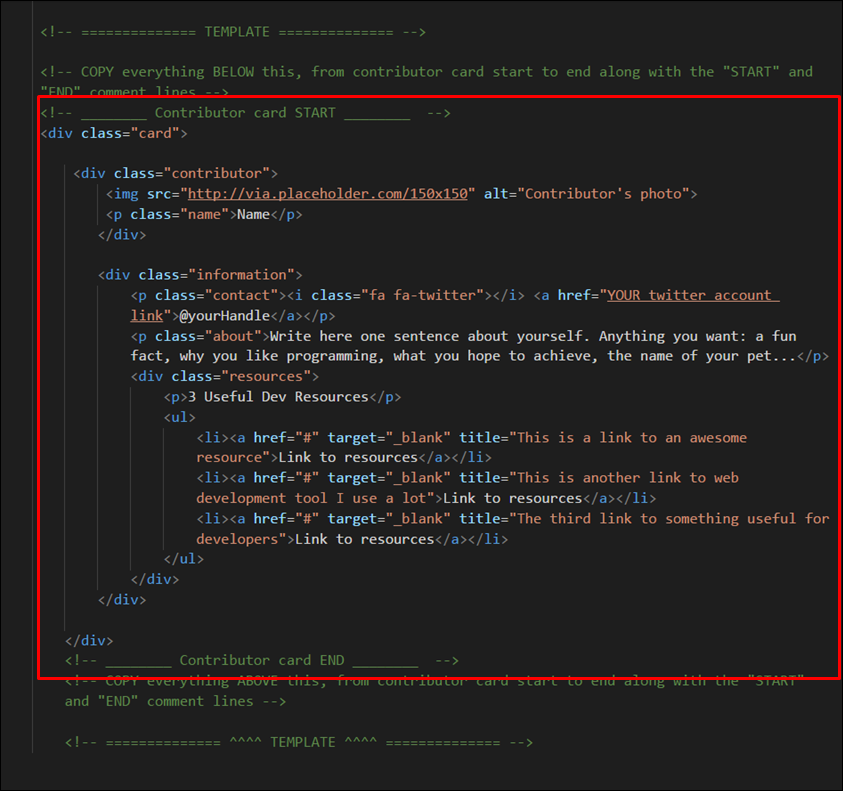 <!-- ============== TEMPLATE ============== -->
<!-- COPY everything BELOW this, from contributor card start to end along with the "START" and
"END" comment lines -->
<!-- ________ Contributor card START ________  -->
<div class="card">
<div class="contributor">
<img src="http://via.placeholder.com/150x150" alt="Contributor's photo">
<p class="name">Name</p>
</div>
<div class="information">
<p class="contact"><i class="fa fa-twitter"></i> <a href="YOUR twitter account
link">@yourHandle</a></p>
<p class="about">Write here one sentence about yourself. Anything you want: a fun
fact, why you like programming, what you hope to achieve, the name of your pet...</p>
<div class="resources">
<p>3 Useful Dev Resources</p>
<ul>
<li><a href="#" target="_blank" title="This is a link to an awesome
resource">Link to resources</a></li>
<li><a href="#" target="_blank" title="This is another link to web
development tool I use a lot">Link to resources</a></li>
<li><a href="#" target="_blank" title="The third link to something useful for
developers">Link to resources</a></li>
</ul>
</div>
</div>
</div>
<!-- ________ Contributor card END ________  -->
<!-- COPY everything ABOVE this, from contributor card start to end along with the "START"
and "END" comment lines -->
<!-- ============== ^^^^ TEMPLATE ^^^^ ============== -->